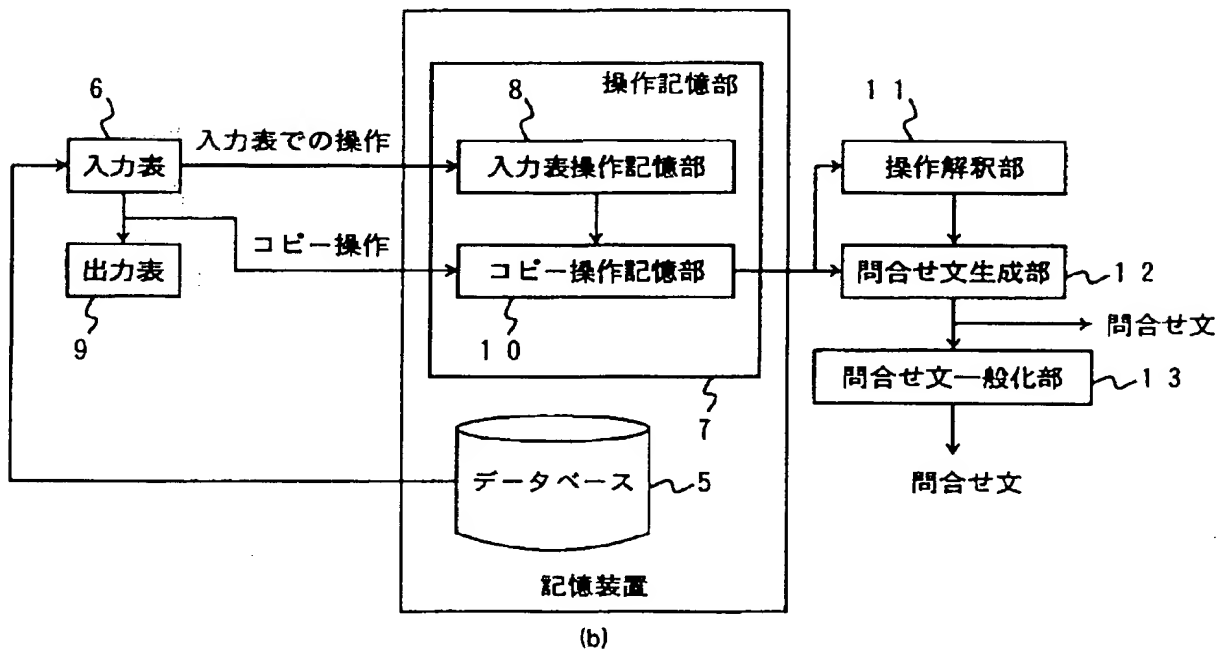 操作記憶部
6
8
11
入力表での操作
入力表
入力表操作記憶部
操作解釈部
コピー操作
出力表
コピー操作記憶部
問合せ文生成部
12
9
10
問合せ文
問合せ文一般化部
13
7
データベース
5
問合せ文
記憶装置
(b)